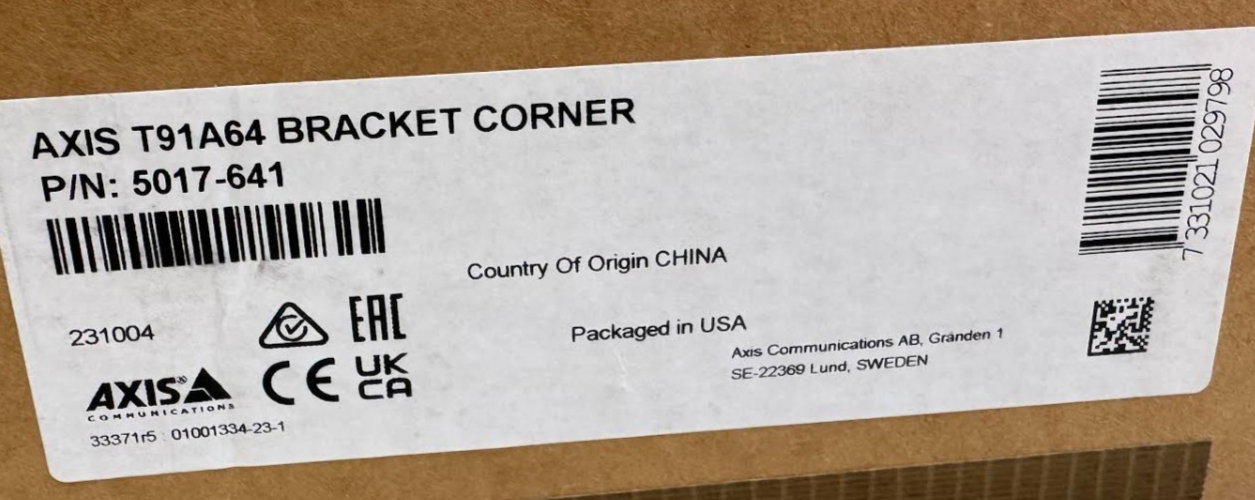 AXIS T91A64 BRACKET CORNER
P/N: 5017-641
7 331021 029798
Country Of Origin CHINA
231004
EAC
Packaged in USA
Axis Communications AB, Gränden 1
SE-22369 Lund, SWEDEN
CE
UK
CA
AXIS®
COMMUNICATIONS
33371r5 : 01001334-23-1